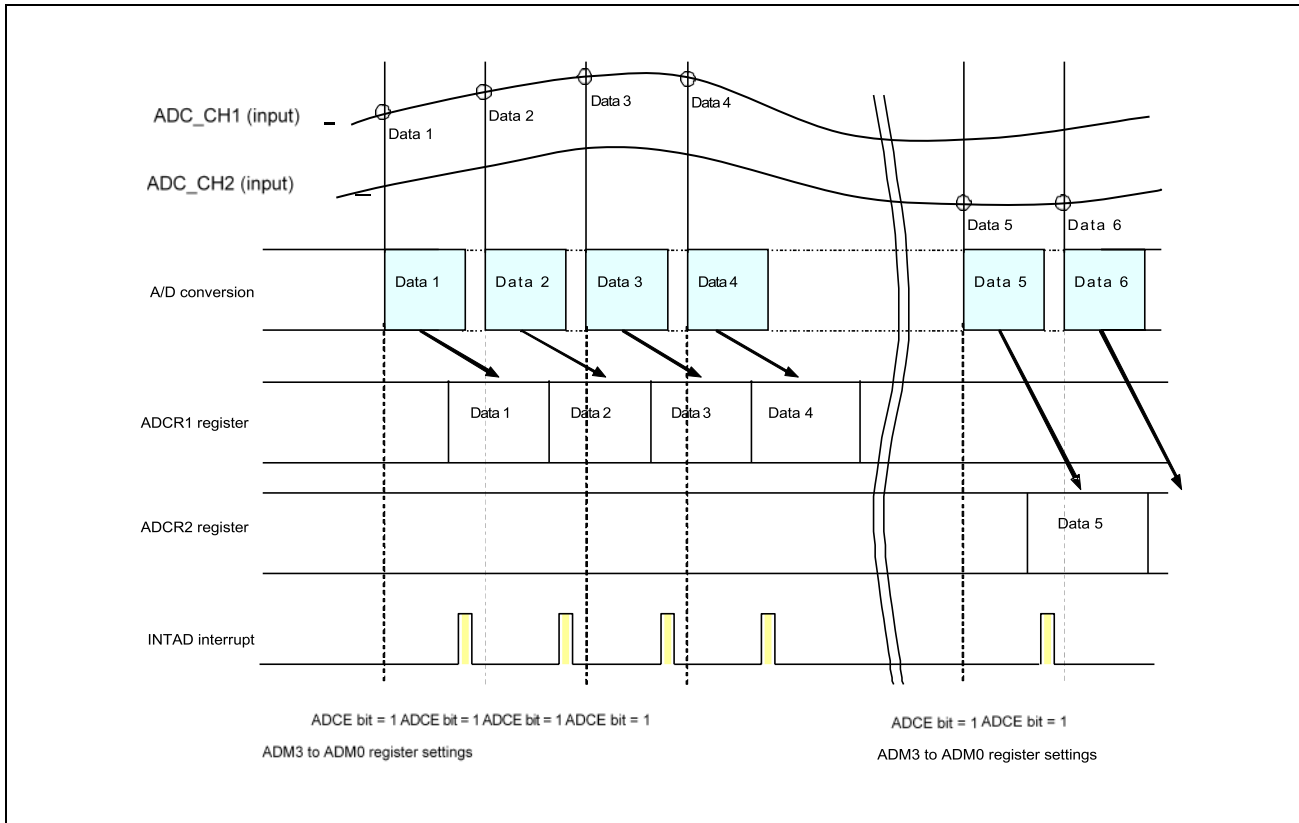 ADC_CH1 (input)
Data 1
Data 2
Data 3
Data 4
ADC_CH2 (input)
Data 5
Data 6
A/D conversion
Data 1
Data 2
Data 3
Data 4
Data 5
Data 6
ADCR1 register
Data 1
Data 2
Data 3
Data 4
ADCR2 register
Data 5
INTAD interrupt
ADCE bit = 1 ADCE bit = 1 ADCE bit = 1 ADCE bit = 1
ADCE bit = 1 ADCE bit = 1
ADM3 to ADM0 register settings
ADM3 to ADM0 register settings